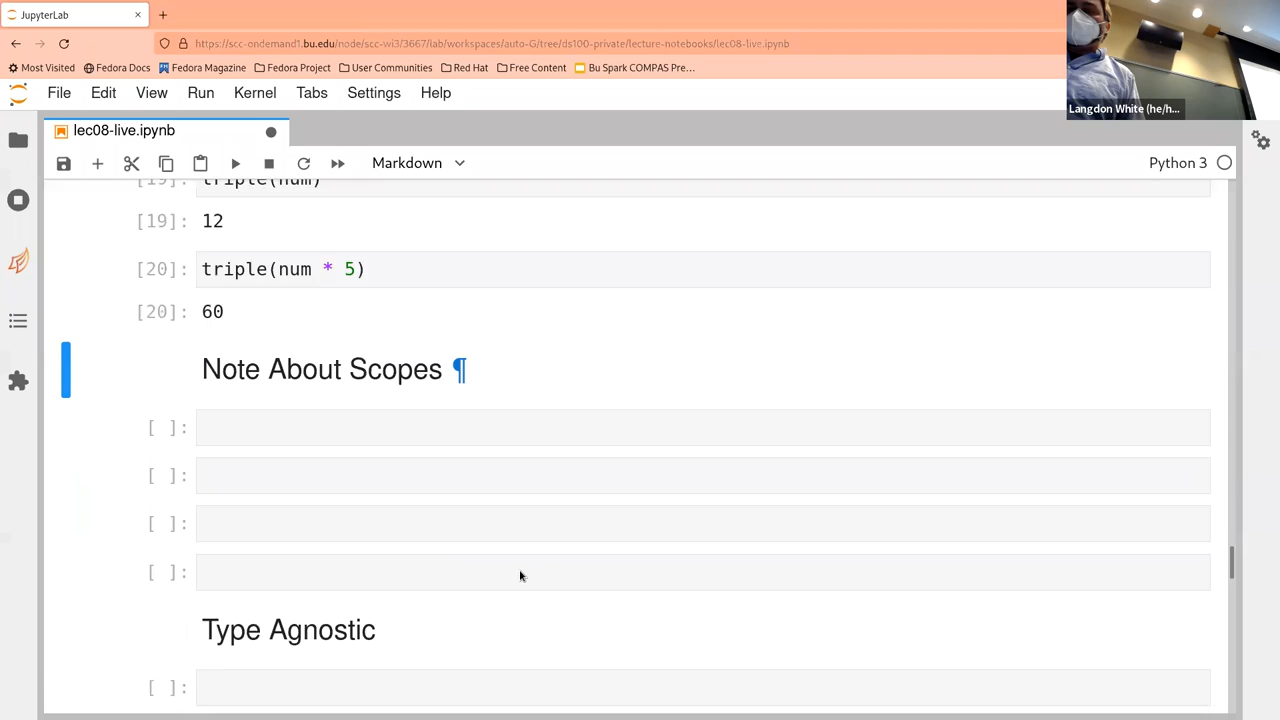 JupyterLab
https://scc-ondemand1.bu.edu/node/scc-wi3/3667/lab/workspaces/auto-G/tree/ds100-private/lecture-notebooks/lec08-live.ipynb
Most Visited Fedora Docs Fedora Magazine Fedora Project User Communities Red Hat Free Content Bu Spark COMPAS Pre…
Langdon White (he/h...
File Edit View Run Kernel Tabs Settings Help
lec08-live.ipynb
Markdown Python 3
[19]: triple(num)
[19]: 12
[20]: triple(num * 5)
[20]: 60
Note About Scopes ¶
[ ]:
[ ]:
[ ]:
[ ]:
Type Agnostic
[ ]: